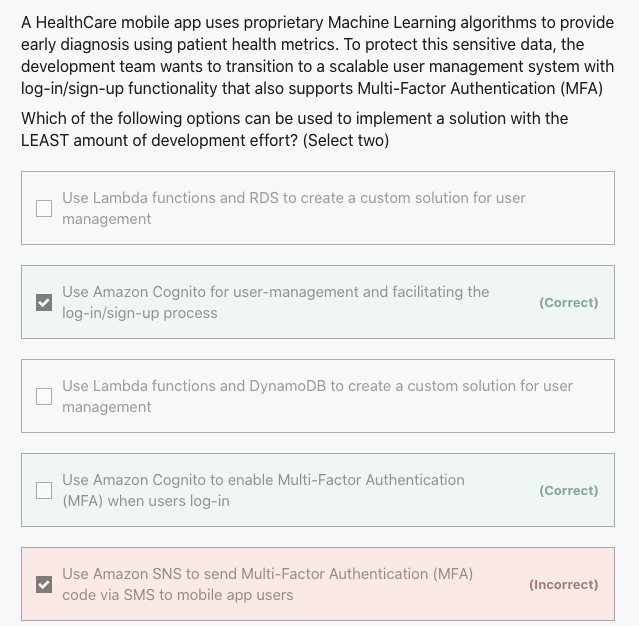 A HealthCare mobile app uses proprietary Machine Learning algorithms to provide
early diagnosis using patient health metrics. To protect this sensitive data, the
development team wants to transition to a scalable user management system with
log-in/sign-up functionality that also supports Multi-Factor Authentication (MFA)
Which of the following options can be used to implement a solution with the
LEAST amount of development effort? (Select two)
Use Lambda functions and RDS to create a custom solution for user
management
Use Amazon Cognito for user-management and facilitating the
log-in/sign-up process
(Correct)
Use Lambda functions and DynamoDB to create a custom solution for user
management
Use Amazon Cognito to enable Multi-Factor Authentication
(MFA) when users log-in
(Correct)
Use Amazon SNS to send Multi-Factor Authentication (MFA)
code via SMS to mobile app users
(Incorrect)